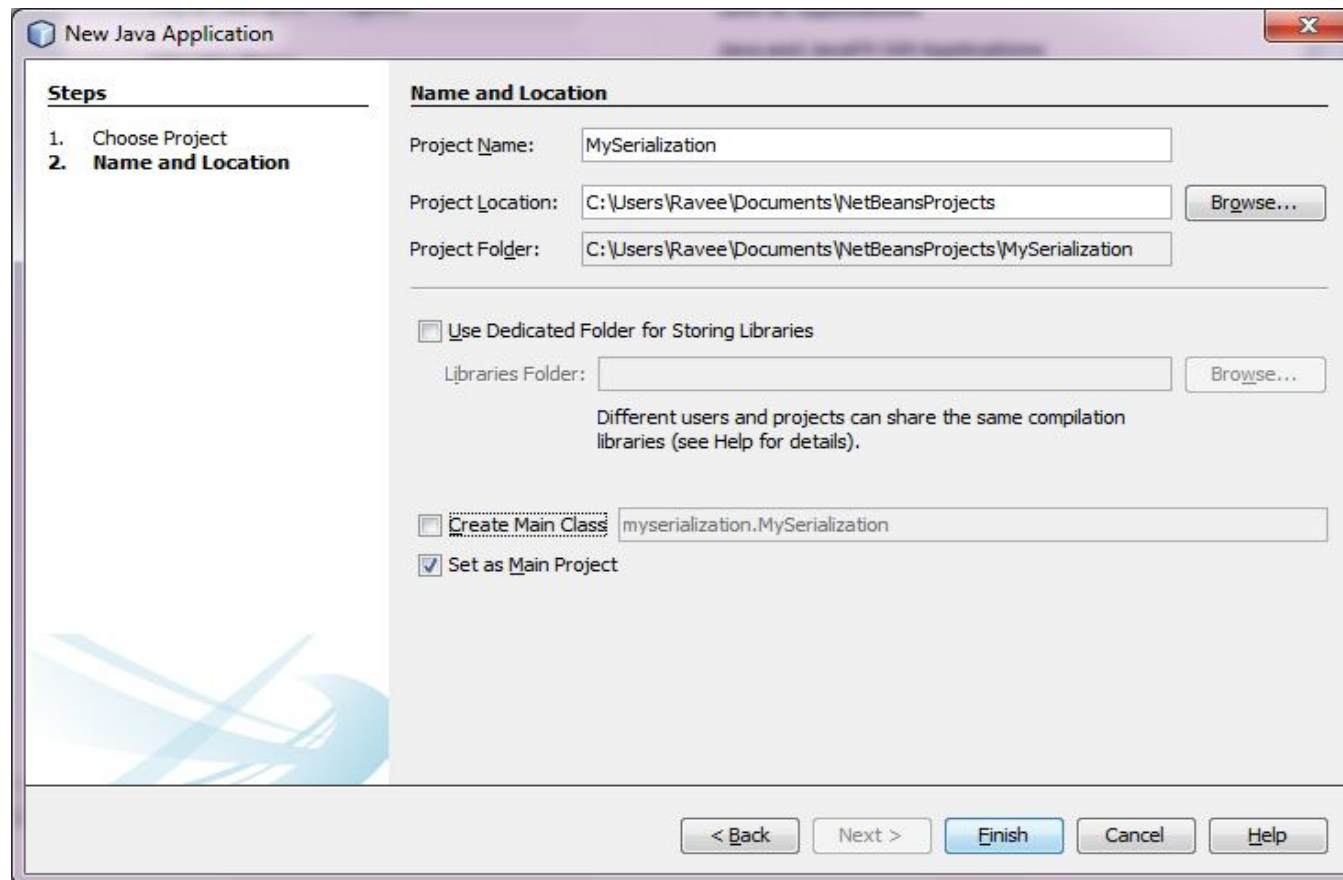 New Java Application
Steps
1. Choose Project
2. Name and Location
Name and Location
Project Name: MySerialization
Project Location: C:\Users\Ravee\Documents\NetBeansProjects Browse...
Project Folder: C:\Users\Ravee\Documents\NetBeansProjects\MySerialization
Use Dedicated Folder for Storing Libraries
Libraries Folder: Browse...
Different users and projects can share the same compilation
libraries (see Help for details).
Create Main Class myserialization.MySerialization
Set as Main Project
< Back Next > Finish Cancel Help